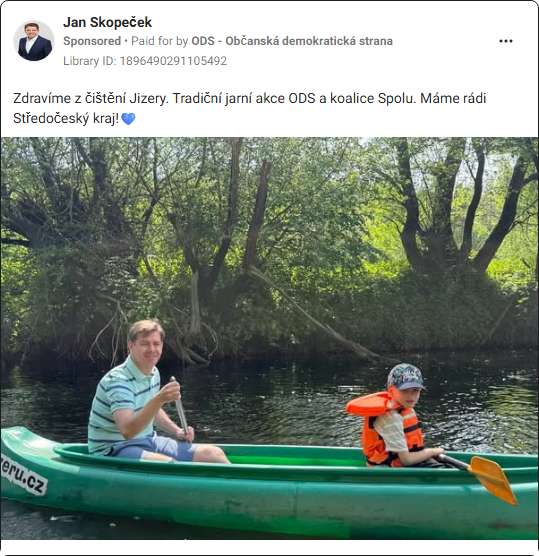 Jan Skopeček
Sponsored • Paid for by ODS - Občanská demokratická strana
Library ID: 1896490291105492
Zdravíme z čištění Jizery. Tradiční jarní akce ODS a koalice Spolu. Máme rádi
Středočeský kraj!💙
zeru.cz